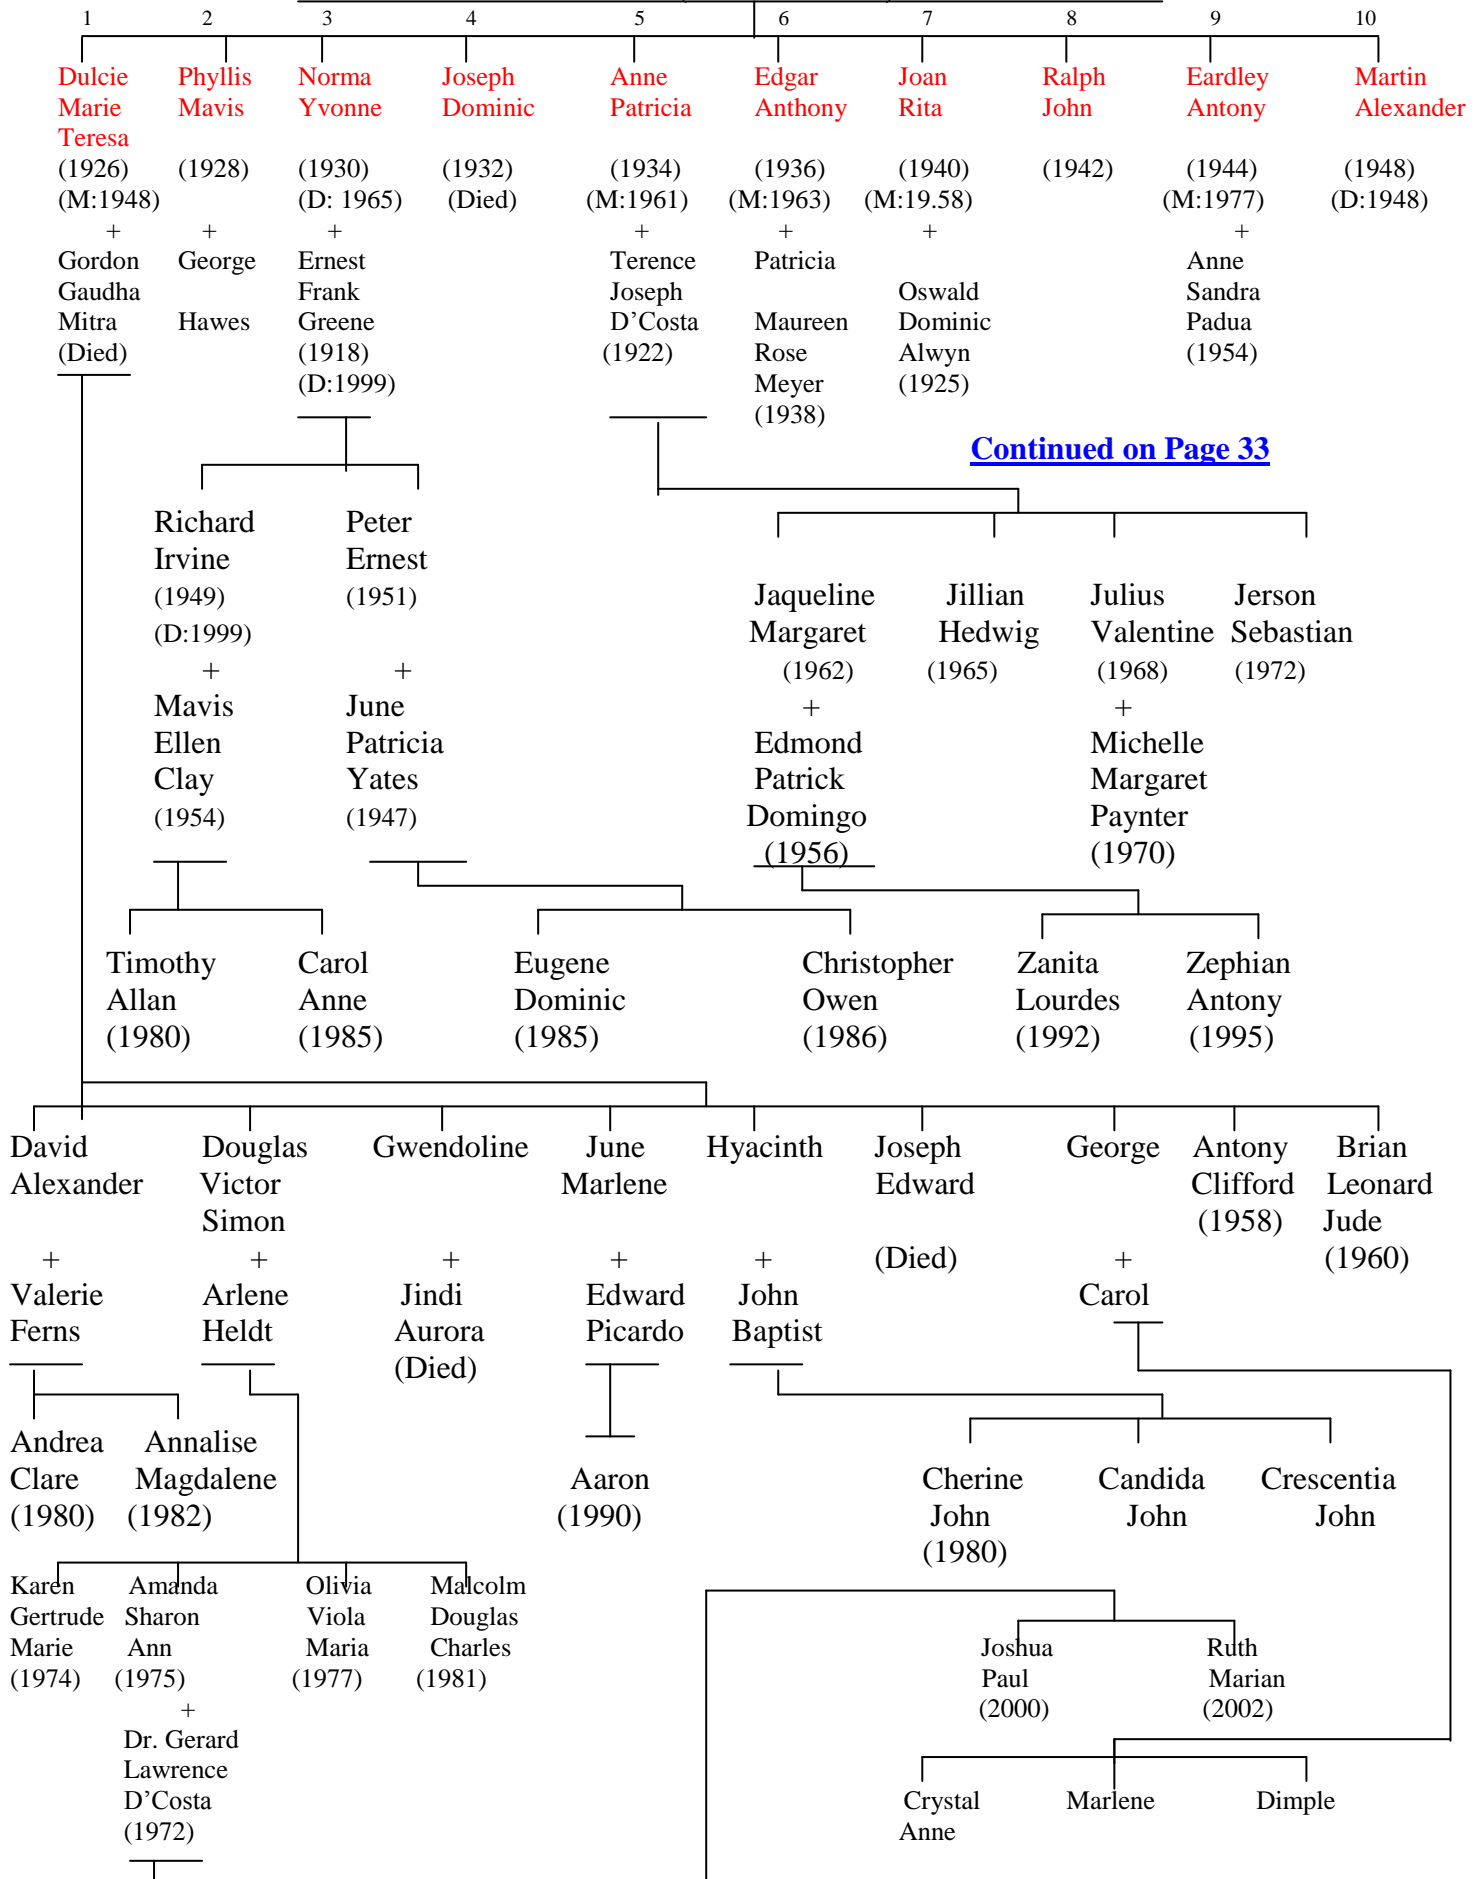 1 2 3 4 5 6 7 8 9 10
Dulcie Phyllis Norma Joseph Anne Edgar Joan Ralph Eardley Martin
Marie Mavis Yvonne Dominic Patricia Anthony Rita John Antony Alexander
Teresa
(1926) (1928) (1930) (1932) (1934) (1936) (1940) (1942) (1944) (1948)
(M:1948) (D: 1965) (Died) (M:1961) (M:1963) (M:19.58) (M:1977) (D:1948)
+ + + + + + +
Gordon George Ernest Terence Patricia Anne
Gaudha Frank Joseph Oswald Sandra
Mitra Hawes Greene D’Costa Maureen Dominic Padua
(Died) (1918) (1922) Rose Alwyn (1954)
(D:1999) Meyer (1925)
(1938)
Continued on Page 33
Richard Peter
Irvine Ernest
(1949) (1951) Jaqueline Jillian Julius Jerson
(D:1999) Margaret Hedwig Valentine Sebastian
+ + (1962) (1965) (1968) (1972)
Mavis June + +
Ellen Patricia Edmond Michelle
Clay Yates Patrick Margaret
(1954) (1947) Domingo Paynter
(1956) (1970)
Timothy Carol Eugene Christopher Zanita Zephian
Allan Anne Dominic Owen Lourdes Antony
(1980) (1985) (1985) (1986) (1992) (1995)
David Douglas Gwendoline June Hyacinth Joseph George Antony Brian
Alexander Victor Marlene Edward Clifford Leonard
Simon (1958) Jude
+ + + + + (Died) + (1960)
Valerie Arlene Jindi Edward John Carol
Ferns Heldt Aurora Picardo Baptist
(Died)
Andrea Annalise
Clare Magdalene Aaron Cherine Candida Crescentia
(1980) (1982) (1990) John John John
(1980)
Karen Amanda Olivia Malcolm
Gertrude Sharon Viola Douglas
Marie Ann Maria Charles Joshua Ruth
(1974) (1975) (1977) (1981) Paul Marian
+ (2000) (2002)
Dr. Gerard
Lawrence
D’Costa Crystal Marlene Dimple
(1972) Anne